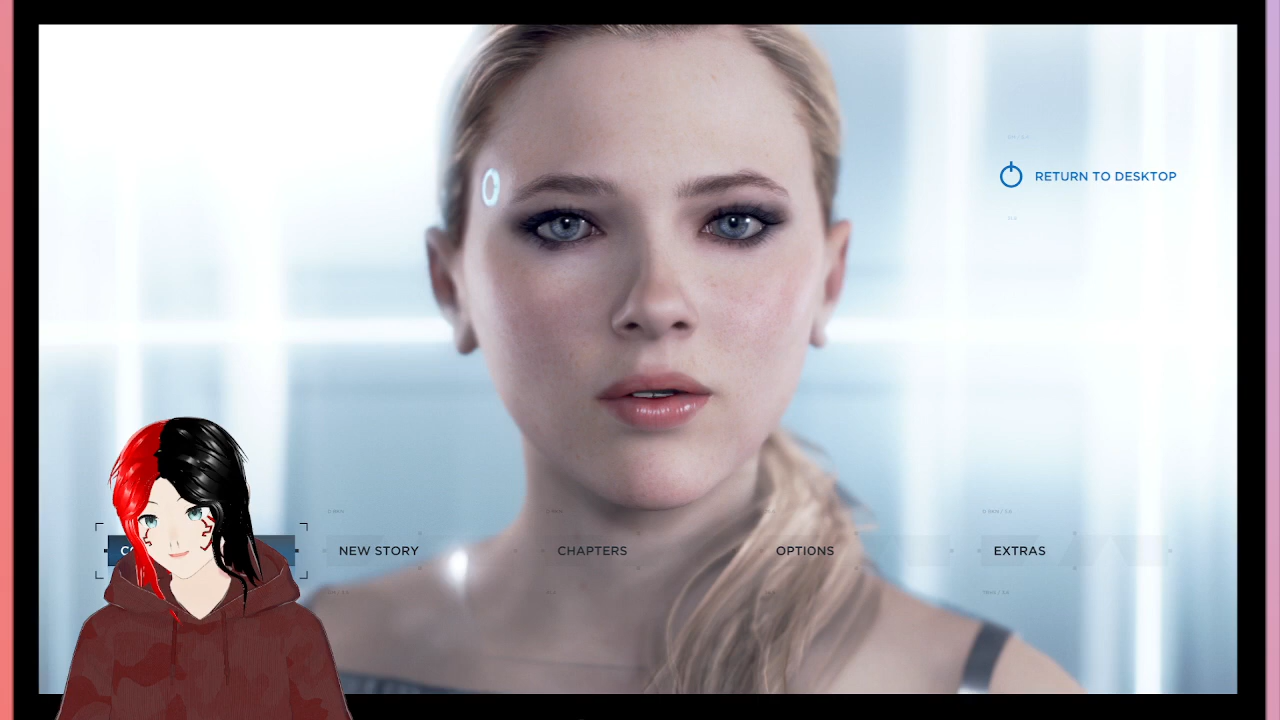 RETURN TO DESKTOP
NEW STORY
CHAPTERS
OPTIONS
EXTRAS